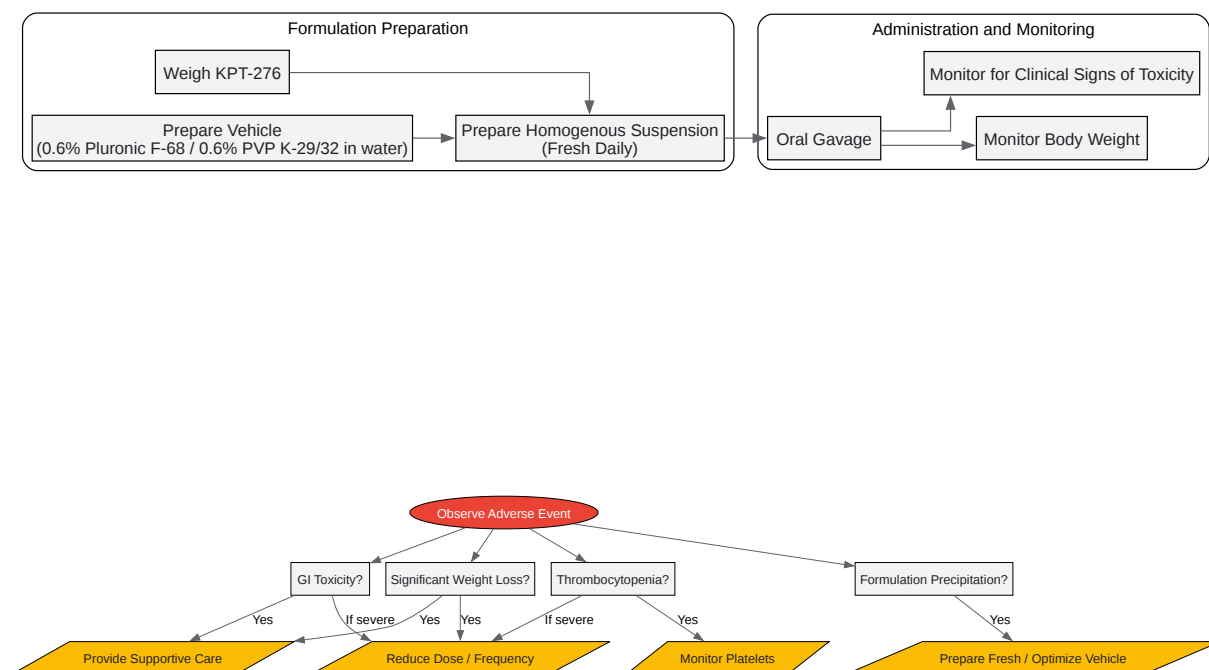 Formulation Preparation
Administration and Monitoring
Weigh KPT-276
Monitor for Clinical Signs of Toxicity
Prepare Vehicle
(0.6% Pluronic F-68 / 0.6% PVP K-29/32 in water)
Prepare Homogenous Suspension
(Fresh Daily)
Oral Gavage
Monitor Body Weight
Observe Adverse Event
GI Toxicity?
Significant Weight Loss?
Thrombocytopenia?
Formulation Precipitation?
Yes
If severe
Yes
Yes
If severe
Yes
Yes
Provide Supportive Care
Reduce Dose / Frequency
Monitor Platelets
Prepare Fresh / Optimize Vehicle